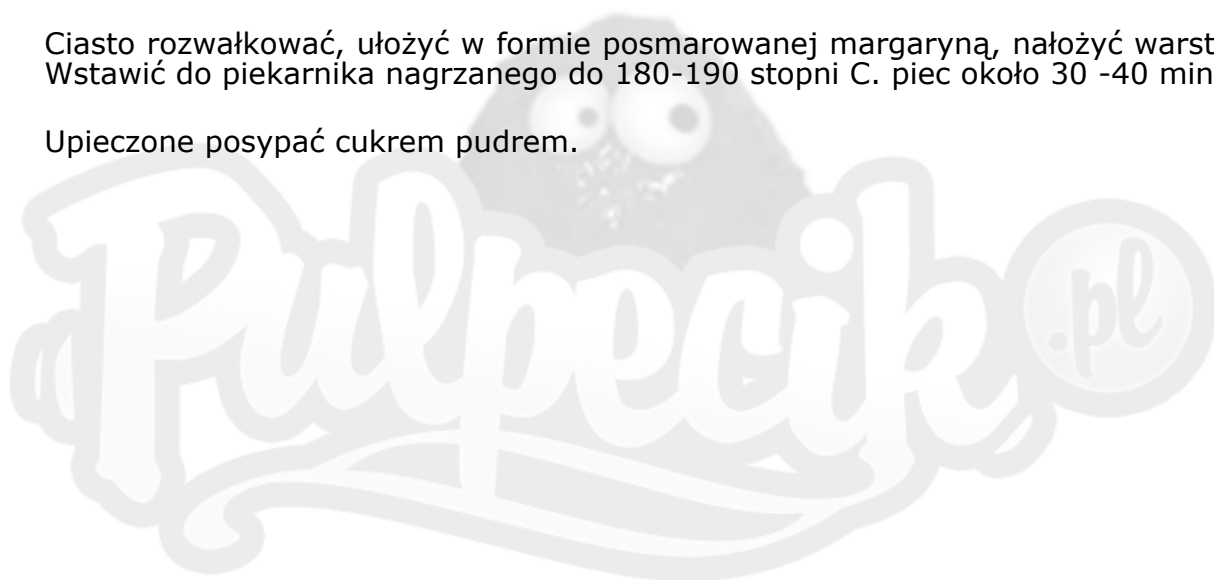 Ciasto rozwałkować, ułożyć w formie posmarowanej margaryną, nałożyć warst
Wstawić do piekarnika nagrzanego do 180-190 stopni C. piec około 30 -40 min
Upieczone posypać cukrem pudrem.
Pulpecik.pl